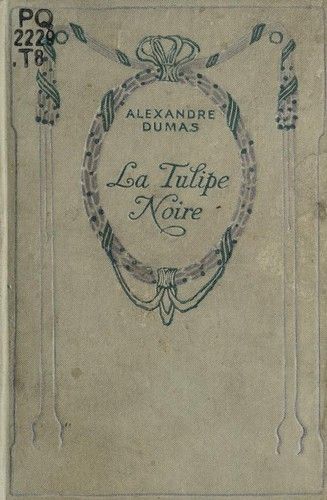 PQ
2229
.T8
ALEXANDRE
DUMAS
La Tulipe
Noire